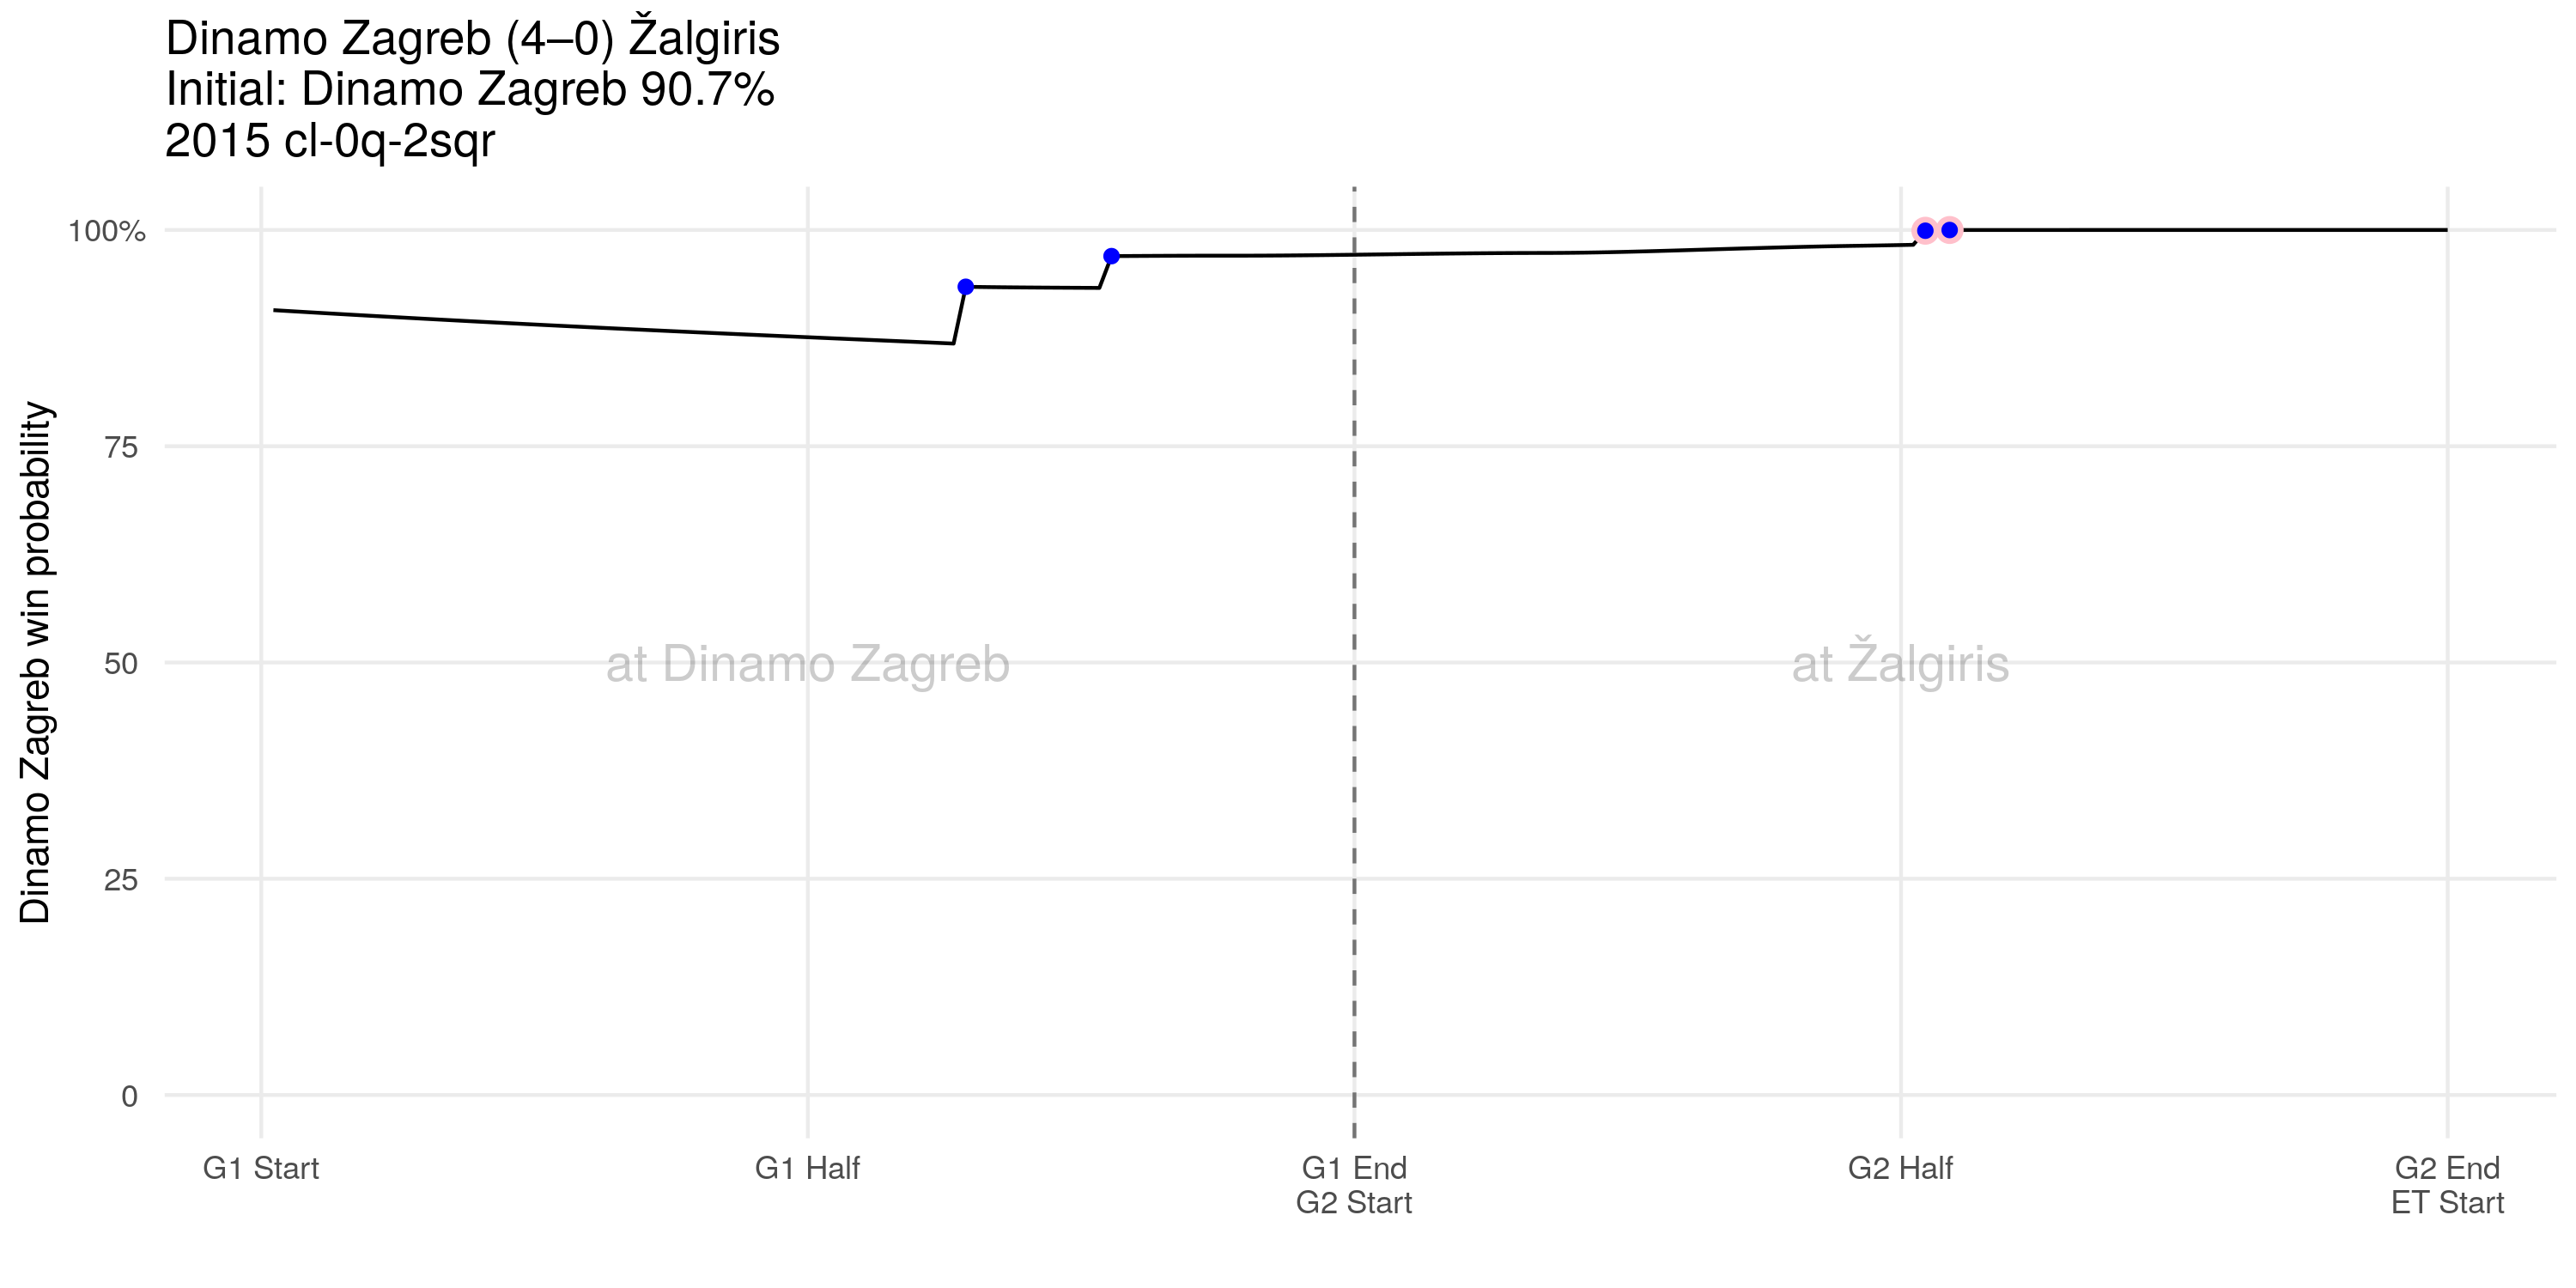 Dinamo Zagreb (4–0) Žalgiris
Initial: Dinamo Zagreb 90.7%
2015 cl-0q-2sqr
Dinamo Zagreb win probability
100%
75
50
25
0
at Dinamo Zagreb
at Žalgiris
G1 Start
G1 Half
G1 End
G2 Start
G2 Half
G2 End
ET Start